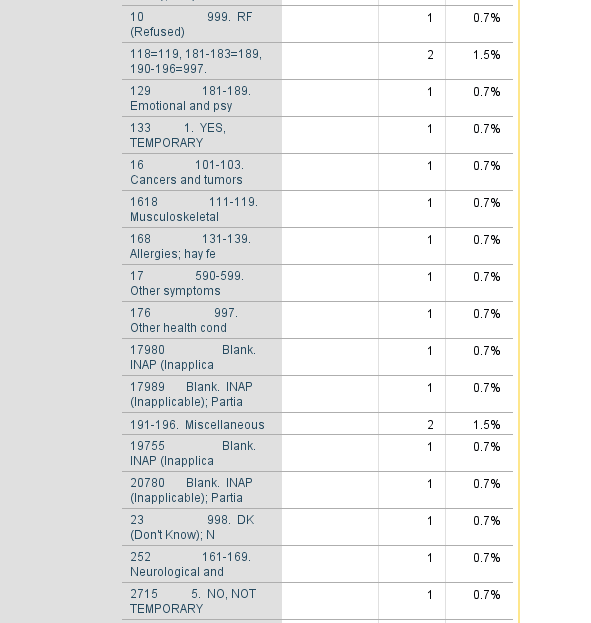 10 999. RF 1 0.7%
(Refused)
118=119, 181-183=189, 2 1.5%
190-196=997.
129 181-189. 1 0.7%
Emotional and psy
133 1. YES, 1 0.7%
TEMPORARY
16 101-103. 1 0.7%
Cancers and tumors
1618 111-119. 1 0.7%
Musculoskeletal
168 131-139. 1 0.7%
Allergies; hay fe
17 590-599. 1 0.7%
Other symptoms
176 997. 1 0.7%
Other health cond
17980 Blank. 1 0.7%
INAP (Inapplica
17989 Blank. INAP 1 0.7%
(Inapplicable); Partia
191-196. Miscellaneous 2 1.5%
19755 Blank. 1 0.7%
INAP (Inapplica
20780 Blank. INAP 1 0.7%
(Inapplicable); Partia
23 998. DK 1 0.7%
(Don't Know); N
252 161-169. 1 0.7%
Neurological and
2715 5. NO, NOT 1 0.7%
TEMPORARY